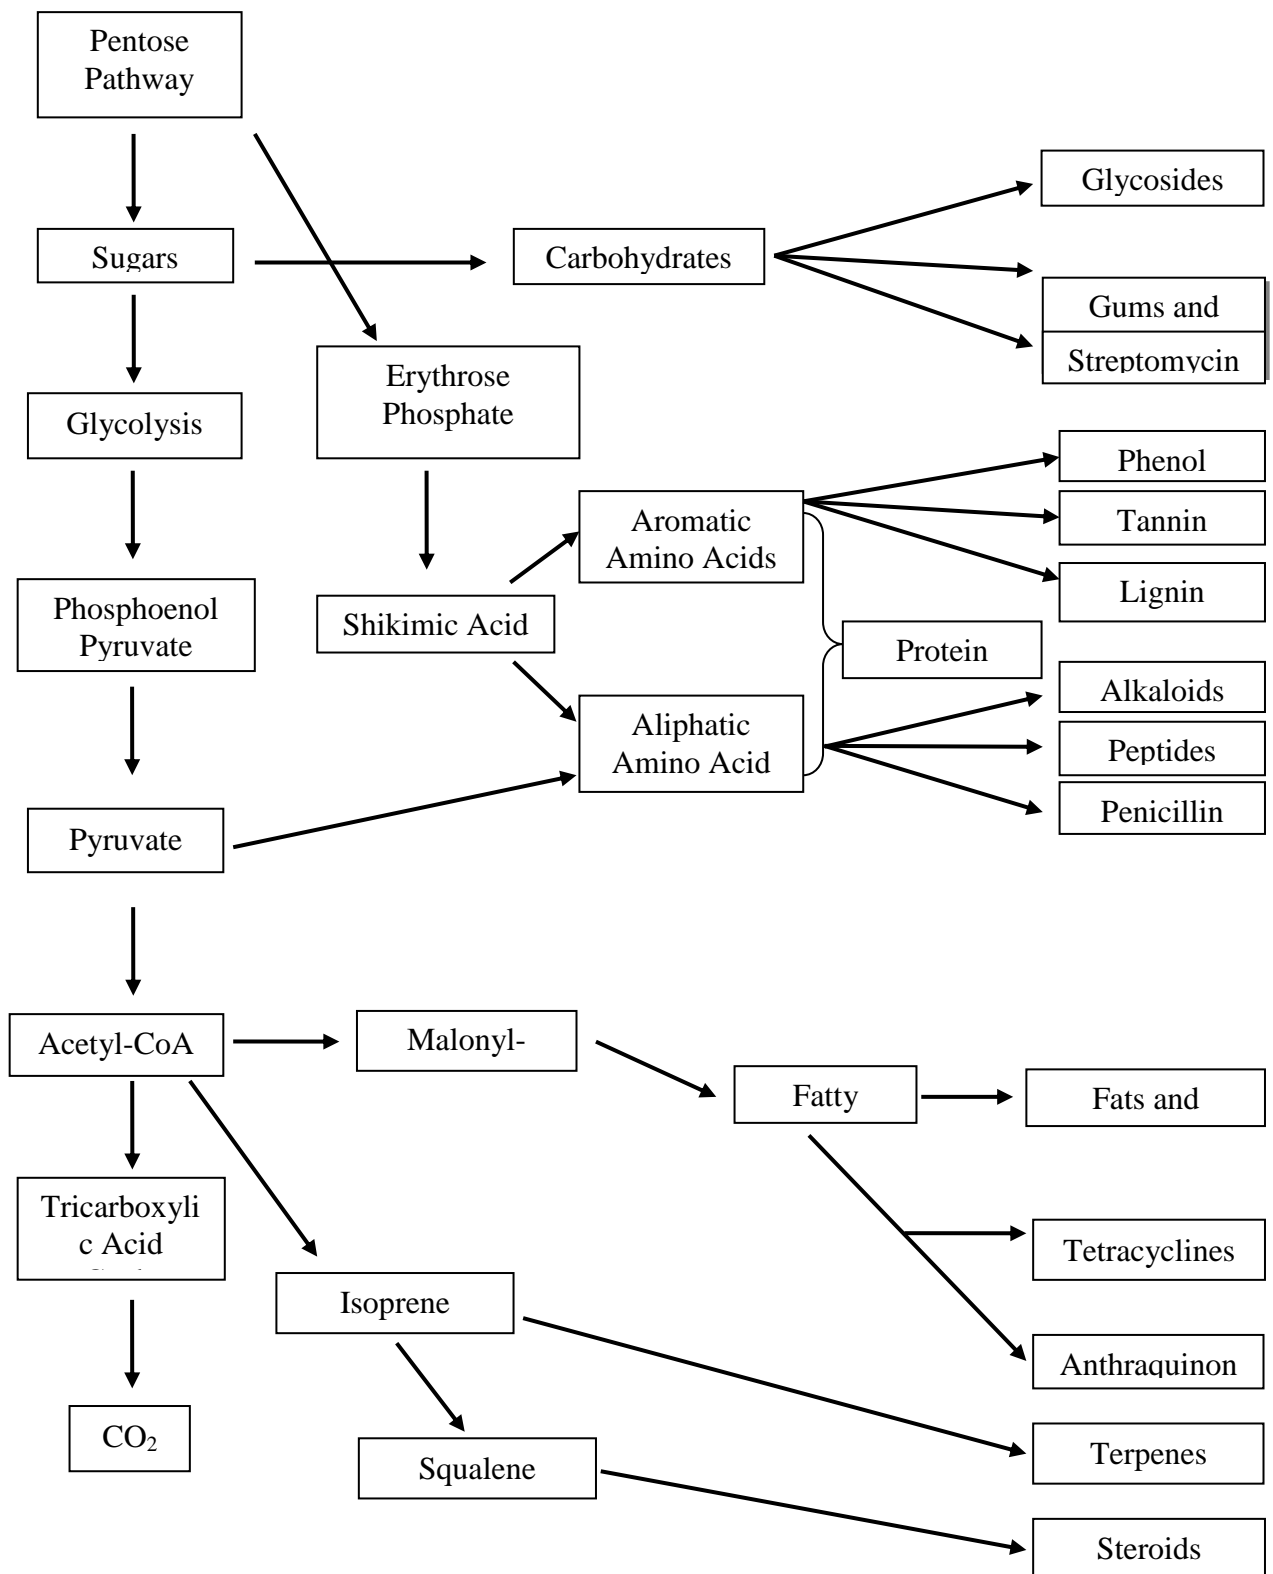 Pentose
Pathway
Glycosides
Sugars
Carbohydrates
Gums and
Streptomycin
Erythrose
Phosphate
Glycolysis
Phenol
Aromatic
Amino Acids
Tannin
Lignin
Phosphoenol
Pyruvate
Shikimic Acid
Protein
Alkaloids
Aliphatic
Amino Acid
Peptides
Penicillin
Pyruvate
Acetyl-CoA
Malonyl-
Fatty
Fats and
Tricarboxyli
c Acid
Tetracyclines
Isoprene
Anthraquinon
CO₂
Squalene
Terpenes
Steroids